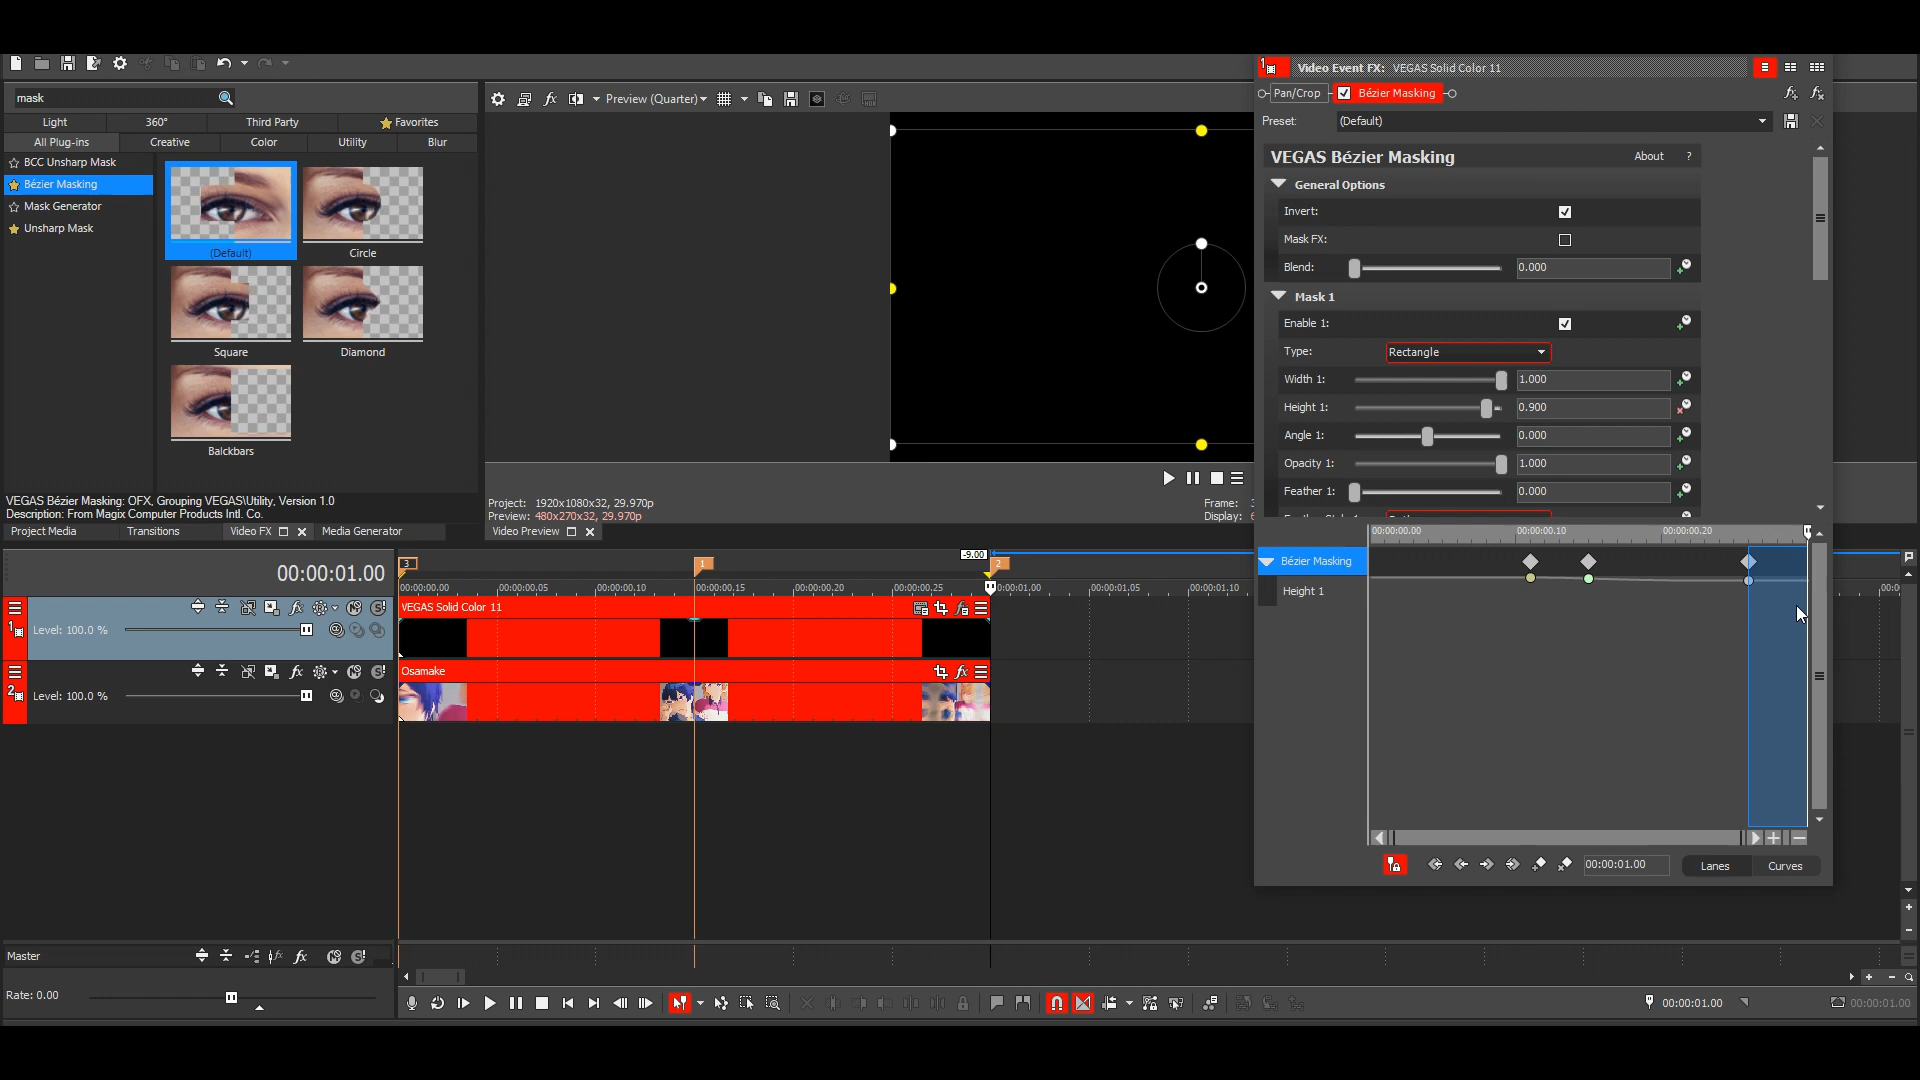 mask
Light
360°
Third Party
Favorites
All Plug-ins
Creative
Color
Utility
Blur
BCC Unsharp Mask
Bézier Masking
Mask Generator
Unsharp Mask
(Default)
Circle
Square
Diamond
Balckbars
VEGAS Bézier Masking: OFX, Grouping VEGAS\Utility, Version 1.0
Description: From Magix Computer Products Intl. Co.
Project Media
Transitions
Video FX
Media Generator
Preview (Quarter)
Project: 1920x1080x32, 29.970p
Preview: 480x270x32, 29.970p
Frame: 3
Display: 
Video Preview
Video Event FX: VEGAS Solid Color 11
Pan/Crop
Bézier Masking
Preset:
(Default)
VEGAS Bézier Masking
About
?
General Options
Invert:
Mask FX:
Blend:
0.000
Mask 1
Enable 1:
Type:
Rectangle
Width 1:
1.000
Height 1:
0.900
Angle 1:
0.000
Opacity 1:
1.000
Feather 1:
0.000
00:00:00.00
00:00:00.10
00:00:00.20
Bézier Masking
Height 1
00:00:01.00
Lanes
Curves
00:00:01.00
-9.00
3
1
2
00:00:00.00
00:00:00.05
00:00:00.10
00:00:00.15
00:00:00.20
00:00:00.25
00:00:01.00
00:00:01.05
00:00:01.10
00:00
1
Level: 100.0 %
VEGAS Solid Color 11
2
Level: 100.0 %
Osamake
Master
Rate: 0.00
00:00:01.00
00:00:01.00